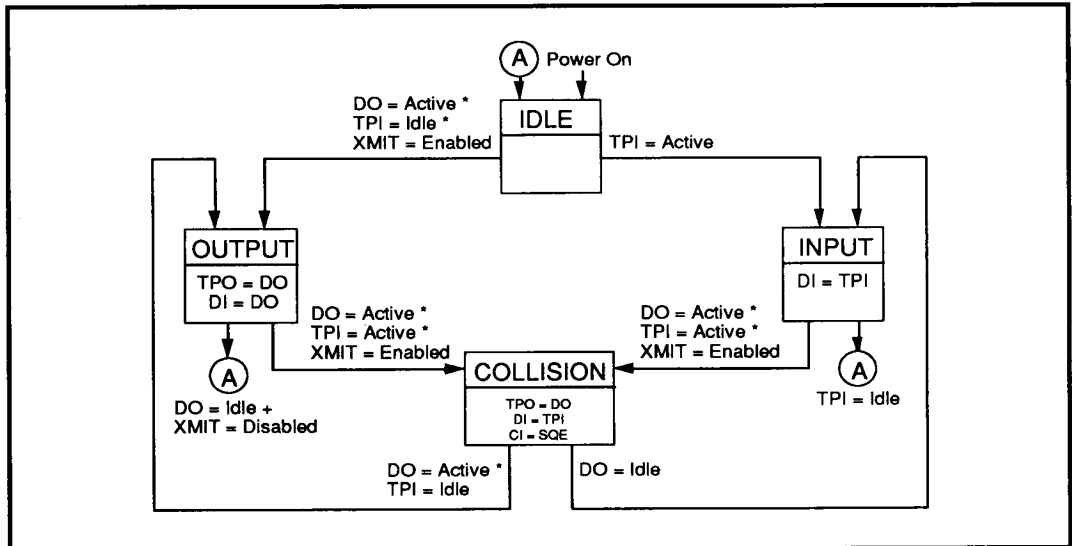 A
Power On
IDLE
DO = Active *
TPI = Idle *
XMIT = Enabled
TPI = Active
OUTPUT
TPO = DO
DI = DO
INPUT
DI = TPI
DO = Active *
TPI = Active *
XMIT = Enabled
DO = Active *
TPI = Active *
XMIT = Enabled
A
DO = Idle +
XMIT = Disabled
COLLISION
TPO = DO
DI = TPI
CI = SQE
A
TPI = Idle
DO = Active *
TPI = Idle
DO = Idle